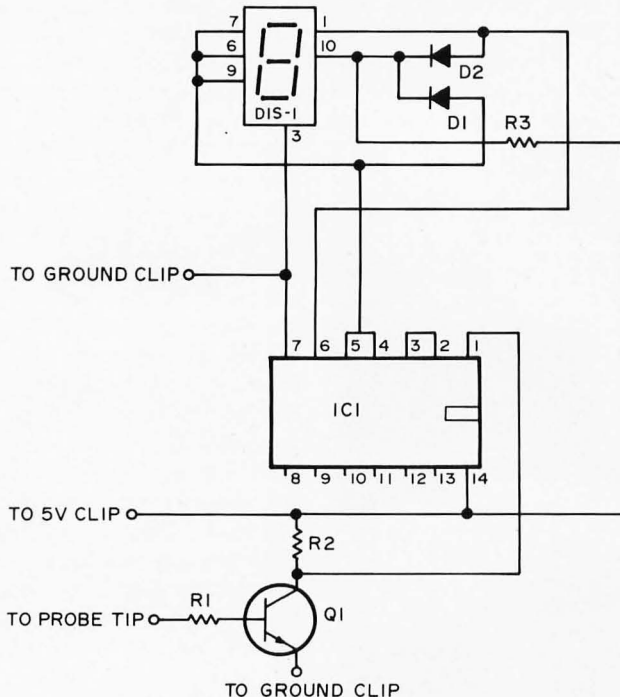 7 1
6 10
9
DIS-1
3
D2
D1
R3
TO GROUND CLIP
7 6 5 4 3 2 1
IC1
8 9 10 11 12 13 14
TO 5V CLIP
R2
R1
TO PROBE TIP
Q1
TO GROUND CLIP